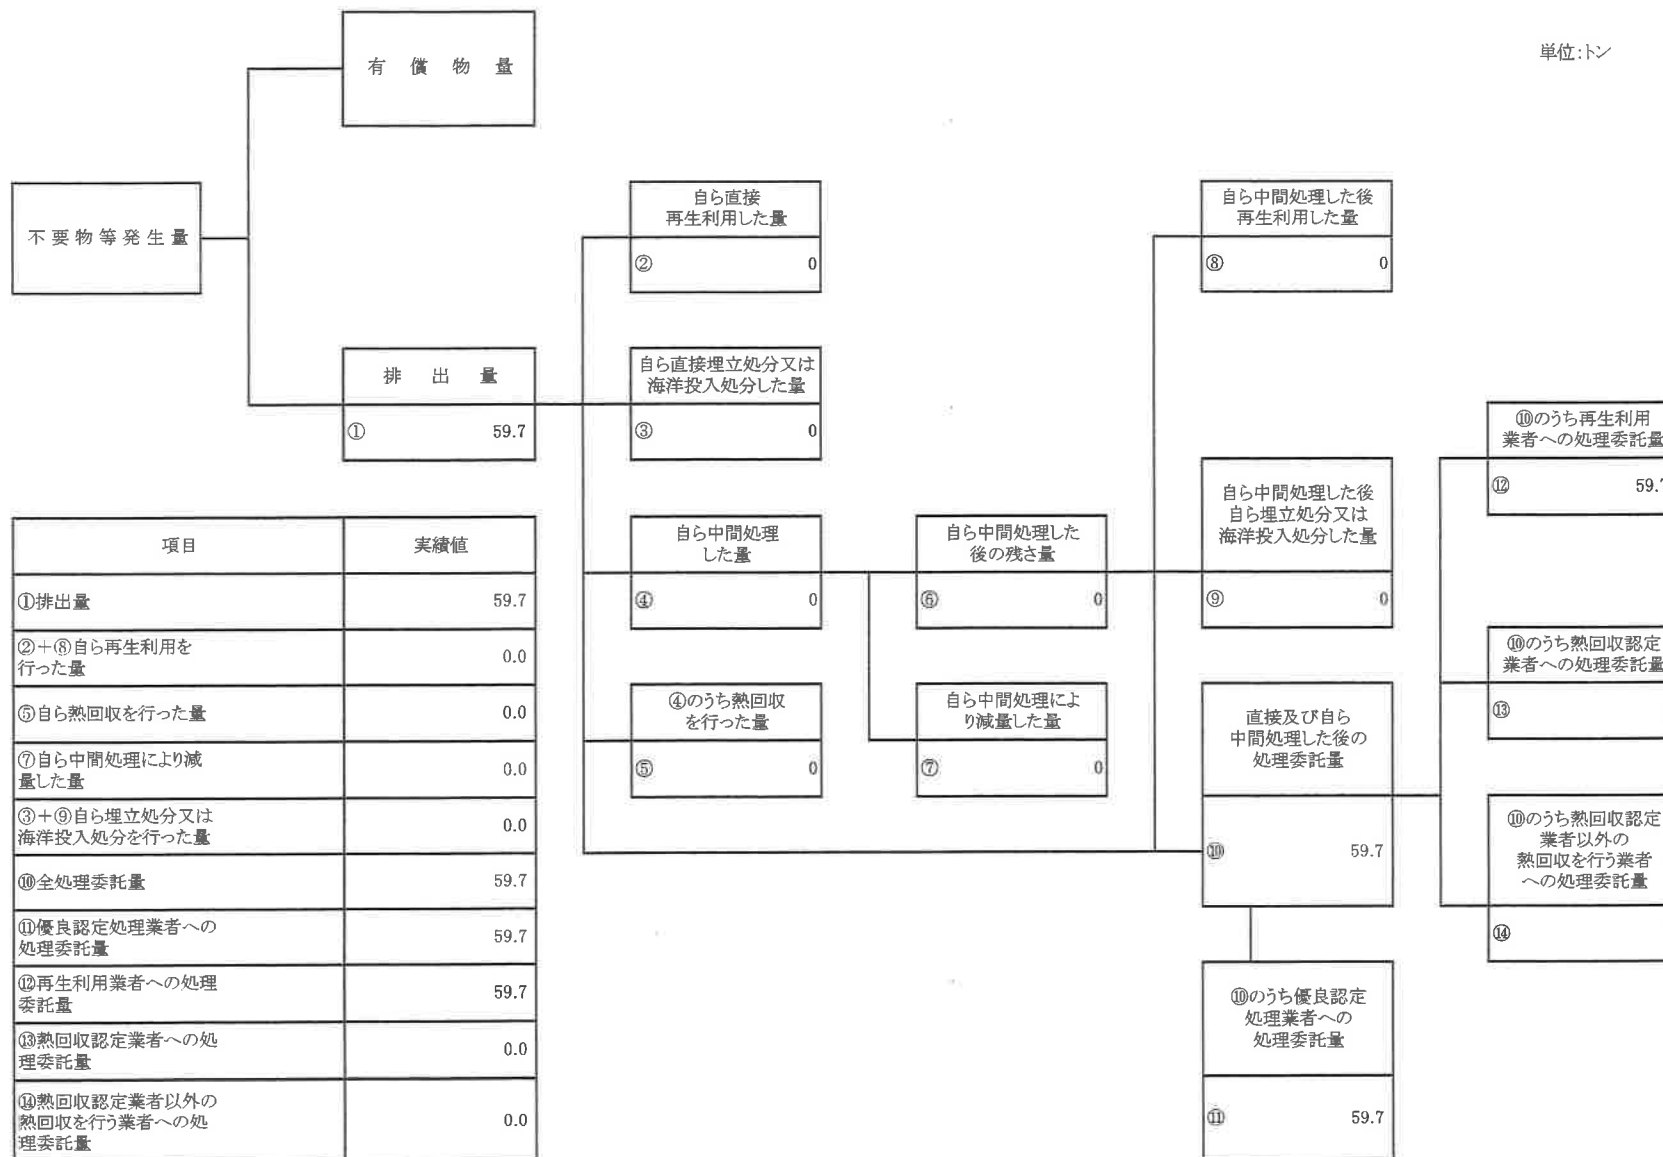 単位:トン
有 償 物 量
不 要 物 等 発 生 量
自ら直接
再生利用した量
② 0
自ら中間処理した後
再生利用した量
⑧ 0
排 出 量
① 59.7
自ら直接埋立処分又は
海洋投入処分した量
③ 0
⑩のうち再生利用
業者への処理委託量
⑫ 59.7
自ら中間処理した後
自ら埋立処分又は
海洋投入処分した量
⑨ 0
自ら中間処理
した量
④ 0
自ら中間処理した
後の残さ量
⑥ 0
⑩のうち熱回収認定
業者への処理委託量
⑬
④のうち熱回収
を行った量
⑤ 0
自ら中間処理によ
り減量した量
⑦ 0
直接及び自ら
中間処理した後の
処理委託量
⑩ 59.7
⑩のうち熱回収認定
業者以外の
熱回収を行う業者
への処理委託量
⑭
⑩のうち優良認定
処理業者への
処理委託量
⑪ 59.7
項目 実績値
①排出量 59.7
②+⑧自ら再生利用を
行った量 0.0
⑤自ら熱回収を行った量 0.0
⑦自ら中間処理により減
量した量 0.0
③+⑨自ら埋立処分又は
海洋投入処分を行った量 0.0
⑩全処理委託量 59.7
⑪優良認定処理業者への
処理委託量 59.7
⑫再生利用業者への処理
委託量 59.7
⑬熱回収認定業者への処
理委託量 0.0
⑭熱回収認定業者以外の
熱回収を行う業者への処
理委託量 0.0